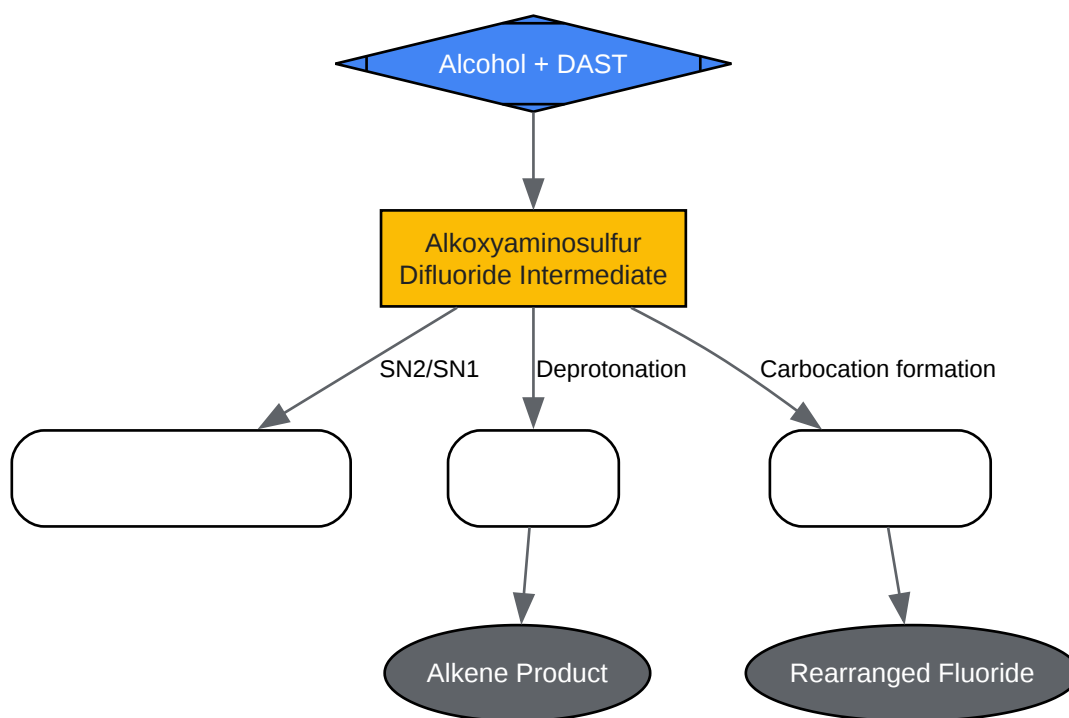 Alcohol + DAST
Alkoxyaminosulfur
Difluoride Intermediate
SN2/SN1
Deprotonation
Carbocation formation
Alkene Product
Rearranged Fluoride